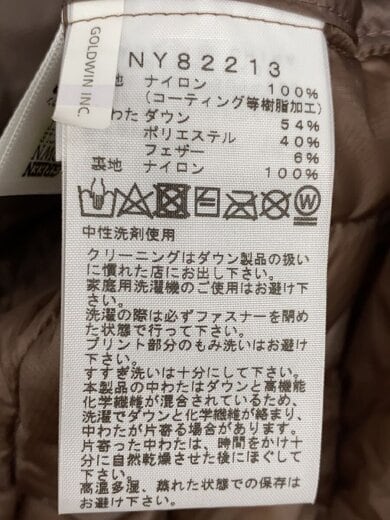 GOLDWIN INC.
NY82213
地 ナイロン 100%
(コーティング等樹脂加工)
わた ダウン 54%
ポリエステル 40%
フェザー 6%
裏地 ナイロン 100%
W
中性洗剤使用
クリーニングはダウン製品の扱い
に慣れた店にお出し下さい。
家庭用洗濯機のご使用はお避け下
さい。
洗濯の際は必ずファスナーを閉め
た状態で行って下さい。
プリント部分のもみ洗いはお避け
下さい。
すすぎ洗いは十分にして下さい。
本製品の中わたはダウンと高機能
化学繊維が混合されているため、
洗濯でダウンと化学繊維が絡まり、
中わたが片寄る場合があります。
片寄った中わたは、時間をかけ十
分に自然乾燥させた後にほぐして
下さい。
高温多湿、蒸れた状態での保存は
お避け下さい。